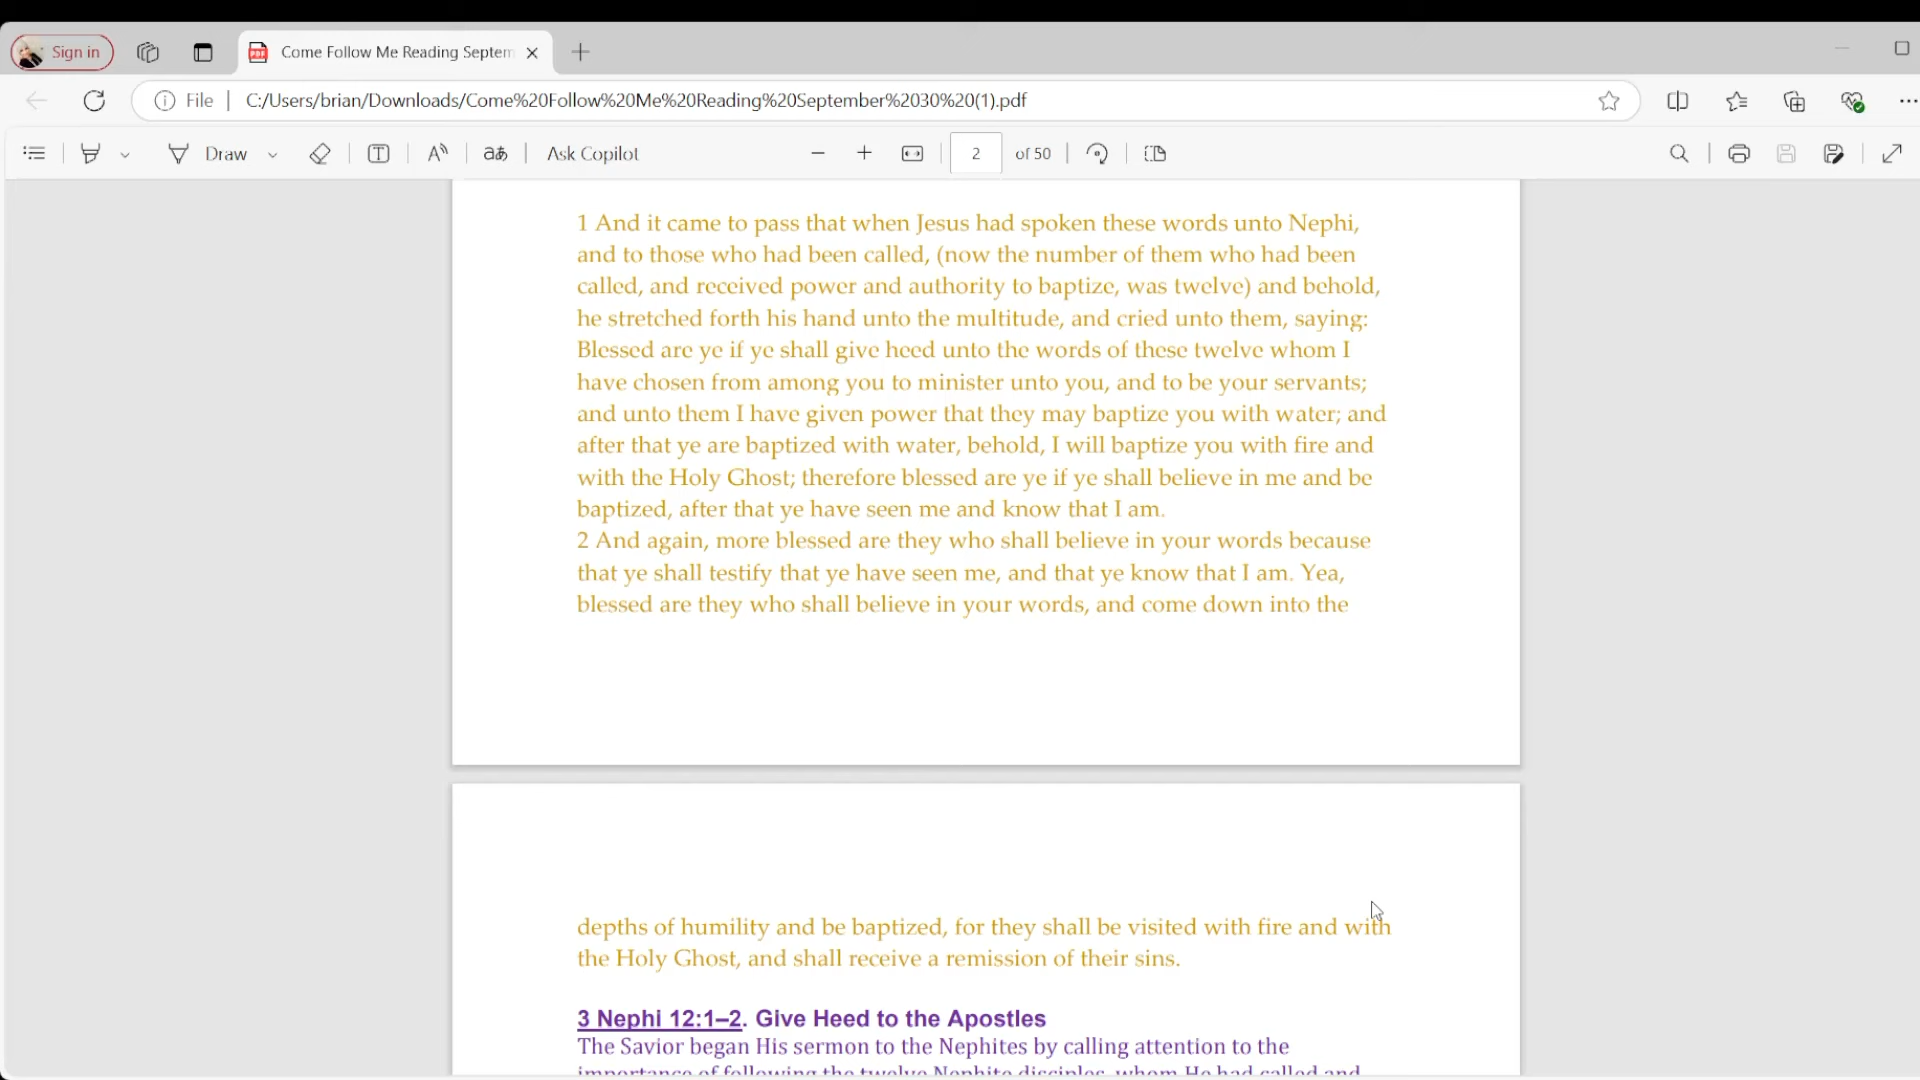 Sign in
Come Follow Me Reading Septem
File
C:/Users/brian/Downloads/Come%20Follow%20Me%20Reading%20September%2030%20(1).pdf
Draw
Ask Copilot
2
of 50
1 And it came to pass that when Jesus had spoken these words unto Nephi,
and to those who had been called, (now the number of them who had been
called, and received power and authority to baptize, was twelve) and behold,
he stretched forth his hand unto the multitude, and cried unto them, saying:
Blessed are ye if ye shall give heed unto the words of these twelve whom I
have chosen from among you to minister unto you, and to be your servants;
and unto them I have given power that they may baptize you with water; and
after that ye are baptized with water, behold, I will baptize you with fire and
with the Holy Ghost; therefore blessed are ye if ye shall believe in me and be
baptized, after that ye have seen me and know that I am.
2 And again, more blessed are they who shall believe in your words because
that ye shall testify that ye have seen me, and that ye know that I am. Yea,
blessed are they who shall believe in your words, and come down into the
depths of humility and be baptized, for they shall be visited with fire and with
the Holy Ghost, and shall receive a remission of their sins.
3 Nephi 12:1–2. Give Heed to the Apostles
The Savior began His sermon to the Nephites by calling attention to the
importance of following the twelve Nephite disciples, whom He had called and